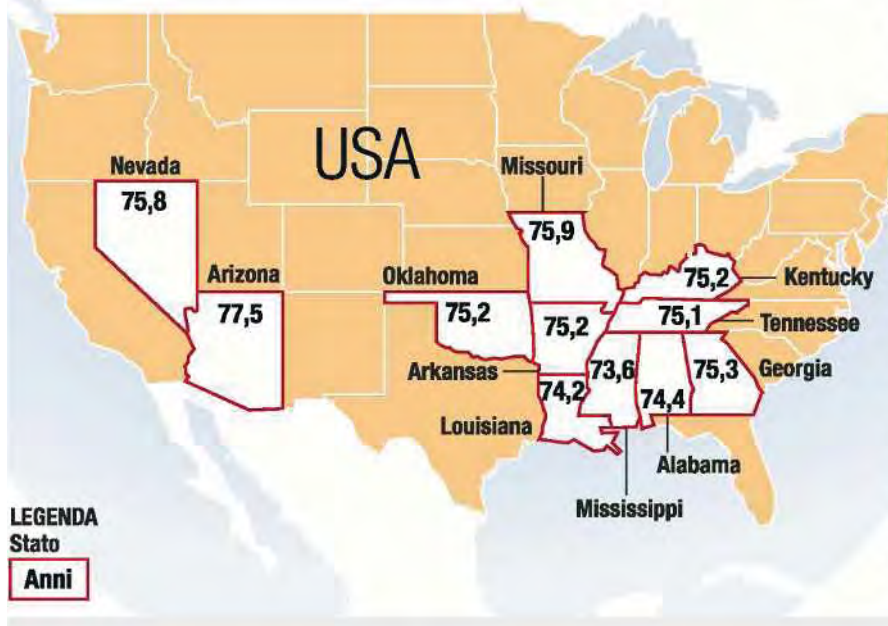 USA
Nevada
75,8
Missouri
75,9
Arizona
77,5
Oklahoma
75,2
75,2
Kentucky
75,2
75,1
Tennessee
Arkansas
74,2
73,6
74,4
75,3
Georgia
Louisiana
Alabama
Mississippi
LEGENDA
Stato
Anni